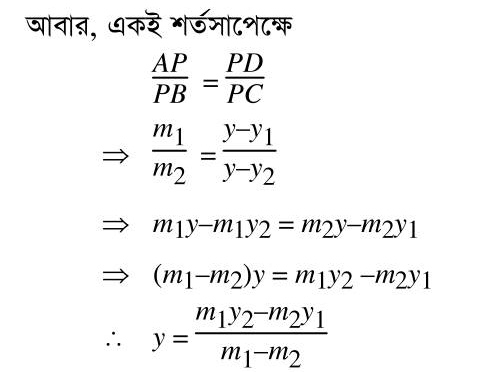 আবার, একই শর্তসাপেক্ষে
AP/PB = PD/PC
⇒ m₁/m₂ = y–y₁/y–y₂
⇒ m₁y–m₁y₂ = m₂y–m₂y₁
⇒ (m₁–m₂)y = m₁y₂ –m₂y₁
∴ y = m₁y₂–m₂y₁/m₁–m₂